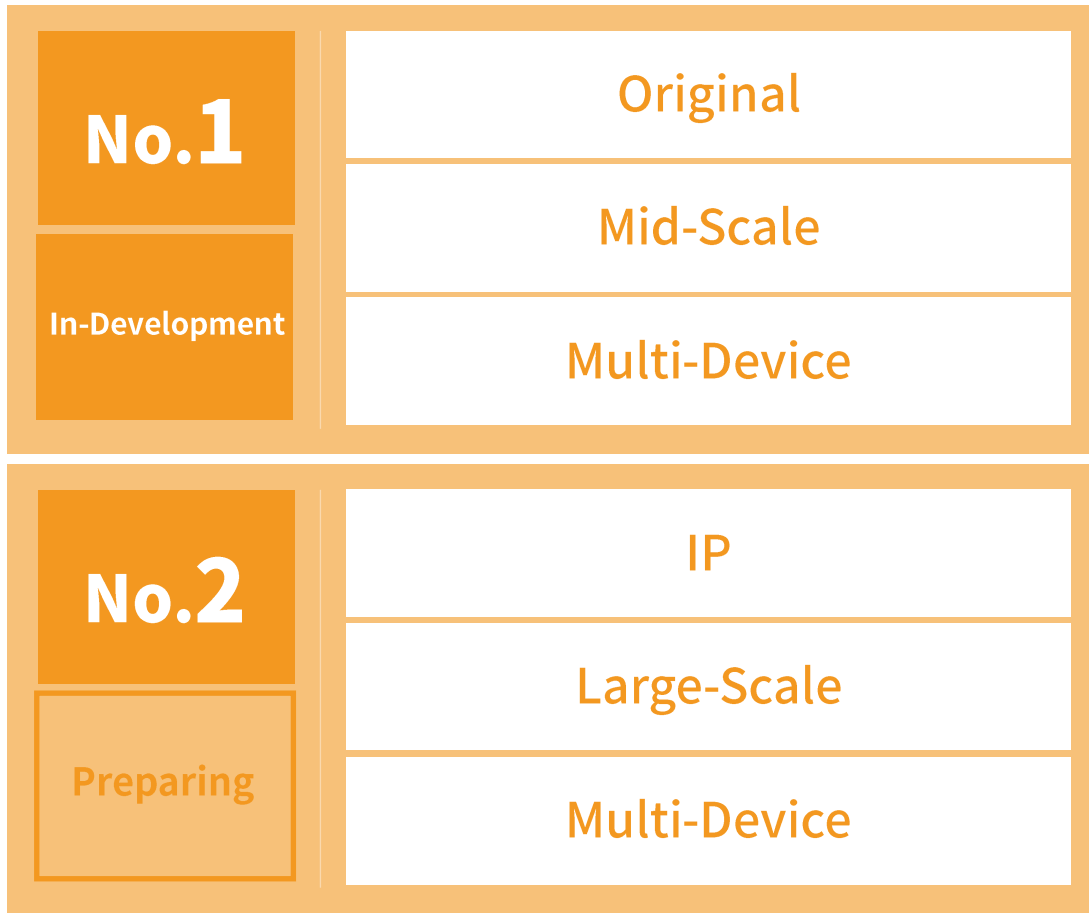 No.1
In-Development
Original
Mid-Scale
Multi-Device
No.2
Preparing
IP
Large-Scale
Multi-Device